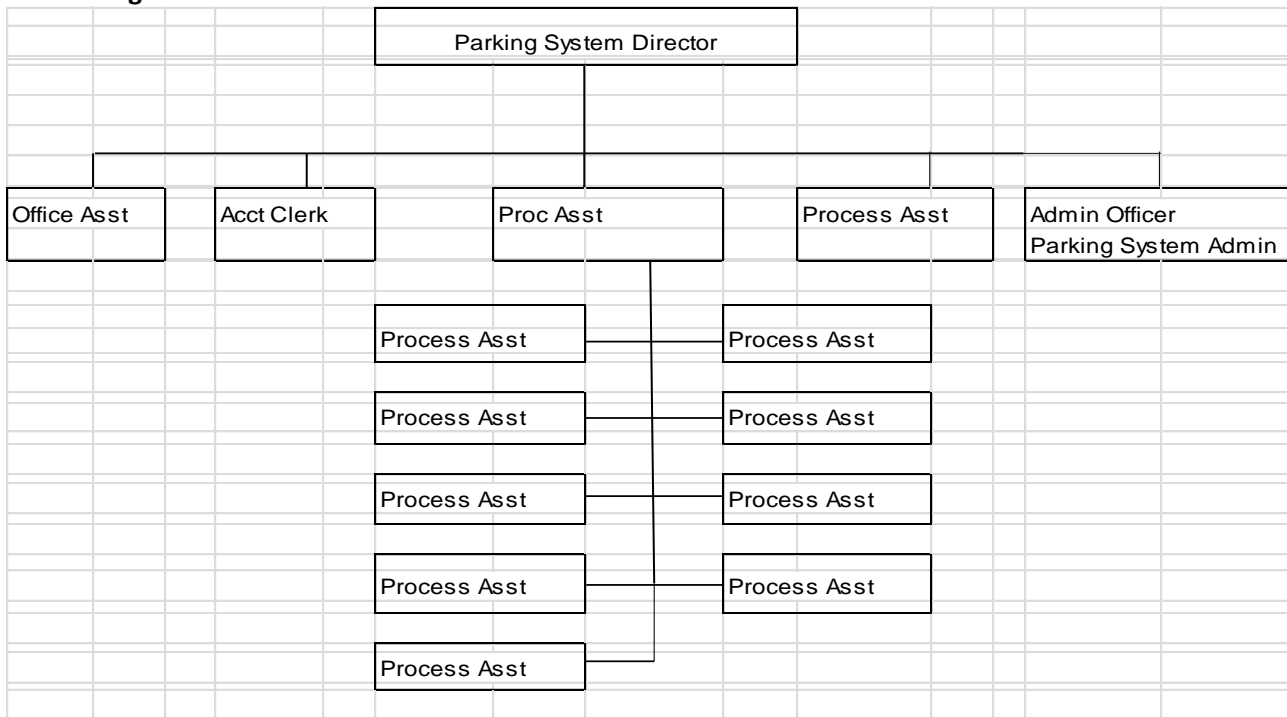 Parking System Director
Office Asst
Acct Clerk
Proc Asst
Process Asst
Admin Officer
Parking System Admin
Process Asst
Process Asst
Process Asst
Process Asst
Process Asst
Process Asst
Process Asst
Process Asst
Process Asst